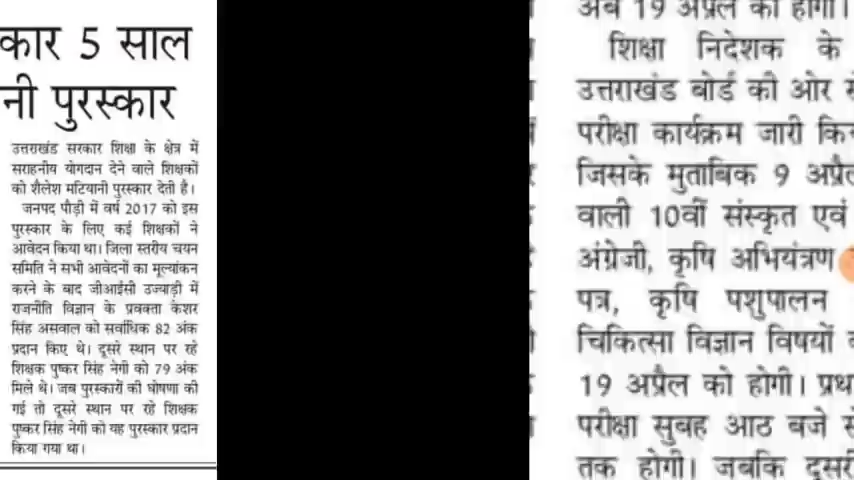 कार 5 साल
नी पुरस्कार
उत्तराखंड सरकार शिक्षा के क्षेत्र में
सराहनीय योगदान देने वाले शिक्षकों
को शैलेश मटियानी पुरस्कार देती है।
जनपद पौड़ी में वर्ष 2017 को इस
पुरस्कार के लिए कई शिक्षकों ने
आवेदन किया था। जिला स्तरीय चयन
समिति ने सभी आवेदनों का मूल्यांकन
करने के बाद जीआईसी उज्याड़ी में
राजनीति विज्ञान के प्रवक्ता केशर
सिंह असवाल को सर्वाधिक 82 अंक
प्रदान किए थे। दूसरे स्थान पर रहे
शिक्षक पुष्कर सिंह नेगी को 79 अंक
मिले थे। जब पुरस्कारों की घोषणा की
गई तो दूसरे स्थान पर रहे शिक्षक
पुष्कर सिंह नेगी को यह पुरस्कार प्रदान
किया गया था।
अब 19 अप्रैल को होगी।
शिक्षा निदेशक के
उत्तराखंड बोर्ड की ओर
परीक्षा कार्यक्रम जारी
जिसके मुताबिक 9 अप्रैल
वाली 10वीं संस्कृत एवं
अंग्रेजी, कृषि अभियंत्रण
पत्र, कृषि पशुपालन
चिकित्सा विज्ञान विषयों
19 अप्रैल को होगी।
परीक्षा सुबह आठ बजे
तक होगी। जबकि दूसरी